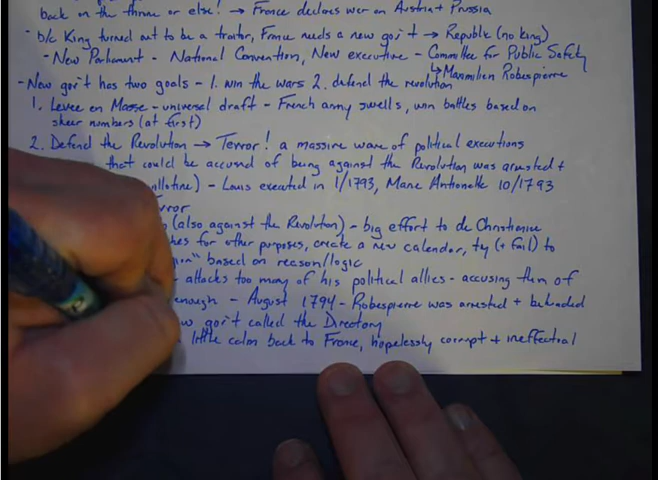 back on the throne or else! → France declares war on Austria + Prussia
- b/c King turned out to be a traitor, France needs a new gov't → Republic (no king)
- New Parliament - National Convention, New executive - Committee for Public Safety
↳ Maximilien Robespierre
- New gov't has two goals - 1. win the wars 2. defend the revolution
1. Levee en Masse - universal draft - French army swells, win battles based on
sheer numbers (at first)
2. Defend the Revolution → Terror! a massive wave of political executions
that could be accused of being against the Revolution was arrested +
illotine) - Louis executed in 1/1793, Marie Antionette 10/1793
rror
(also against the Revolution) - big effort to de Christianize
hes for other purposes, create a new calendar, try (+ fail) to
gion" based on reason/logic
attacks too many of his political allies - accusing them of
enough - August 1794 - Robespierre was arrested + beheaded
w gov't called the Directory
little calm back to France, hopelessly corrupt + ineffectual